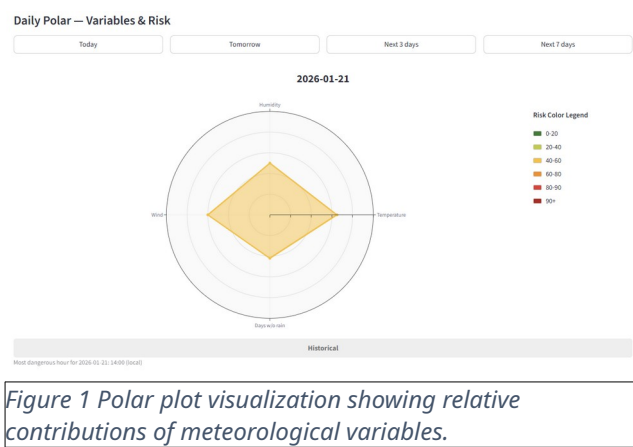 Daily Polar — Variables & Risk
Today
Tomorrow
Next 3 days
Next 7 days
2026-01-21
Humidity
Risk Color Legend
0-20
20-40
40-60
60-80
80-90
90+
Wind
Temperature
Days w/o rain
Historical
Most dangerous hour for 2026-01-21: 14:00 (local)
Figure 1 Polar plot visualization showing relative
contributions of meteorological variables.